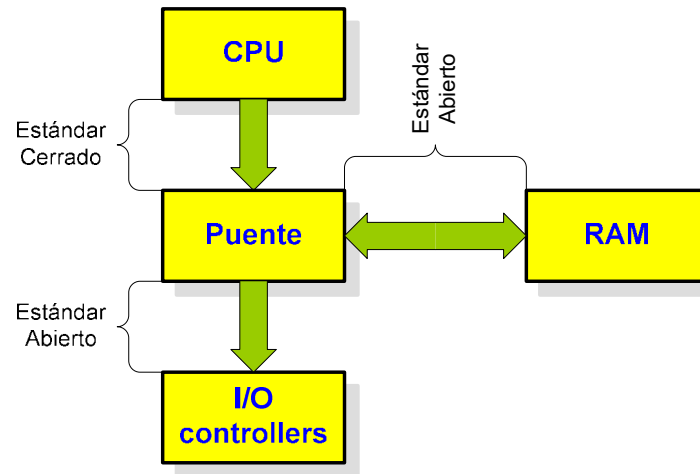 CPU
Estándar
Cerrado
Estándar
Abierto
Puente
RAM
Estándar
Abierto
I/O
controllers